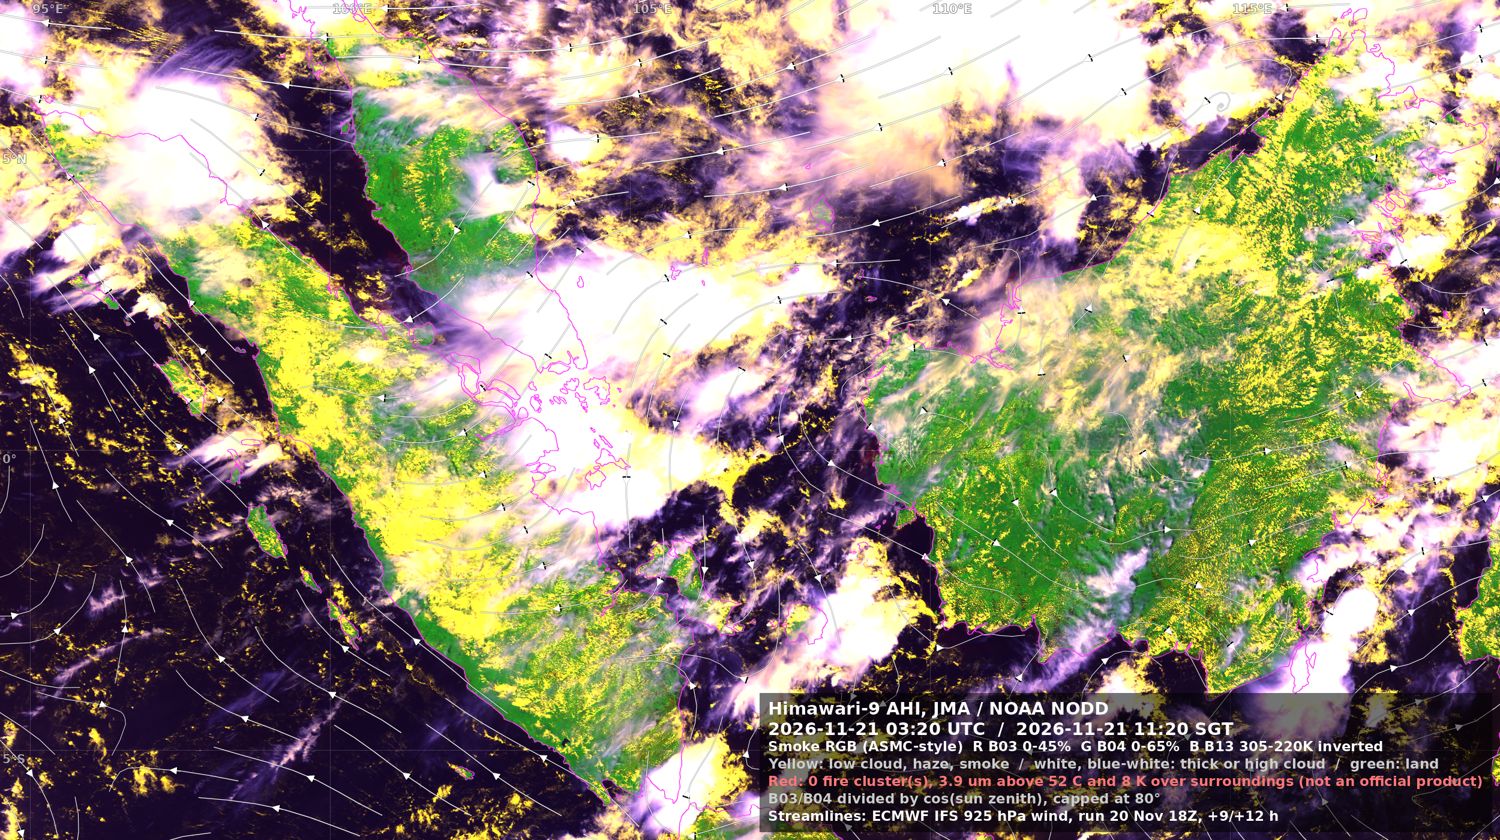 95°E 100°E 105°E 110°E 115°E
5°N
0°
5°S
Himawari-9 AHI, JMA / NOAA NODD
2026-11-21 03:20 UTC / 2026-11-21 11:20 SGT
Smoke RGB (ASMC-style) R B03 0-45% G B04 0-65% B B13 305-220K inverted
Yellow: low cloud, haze, smoke / white, blue-white: thick or high cloud / green: land
Red: 0 fire cluster(s), 3.9 um above 52 C and 8 K over surroundings (not an official product)
B03/B04 divided by cos(sun zenith), capped at 80°
Streamlines: ECMWF IFS 925 hPa wind, run 20 Nov 18Z, +9/+12 h